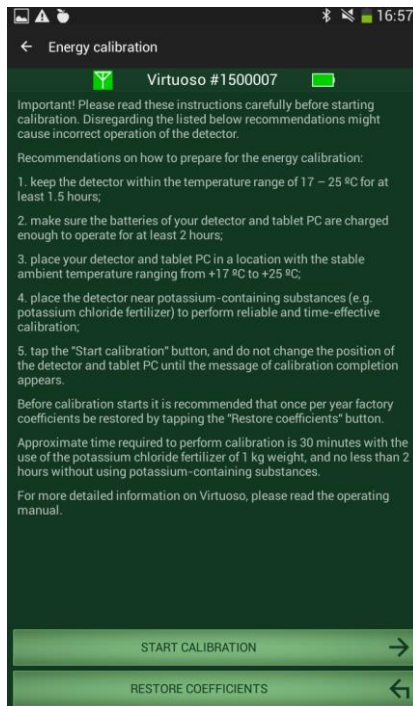 16:57
Energy calibration
Virtuoso #1500007
Important! Please read these instructions carefully before starting
calibration. Disregarding the listed below recommendations might
cause incorrect operation of the detector.
Recommendations on how to prepare for the energy calibration:
1. keep the detector within the temperature range of 17 – 25 ºC for at
least 1.5 hours;
2. make sure the batteries of your detector and tablet PC are charged
enough to operate for at least 2 hours;
3. place your detector and tablet PC in a location with the stable
ambient temperature ranging from +17 ºC to +25 ºC;
4. place the detector near potassium-containing substances (e.g.
potassium chloride fertilizer) to perform reliable and time-effective
calibration;
5. tap the "Start calibration" button, and do not change the position of
the detector and tablet PC until the message of calibration completion
appears.
Before calibration starts it is recommended that once per year factory
coefficients be restored by tapping the "Restore coefficients" button.
Approximate time required to perform calibration is 30 minutes with the
use of the potassium chloride fertilizer of 1 kg weight, and no less than 2
hours without using potassium-containing substances.
For more detailed information on Virtuoso, please read the operating
manual.
START CALIBRATION
RESTORE COEFFICIENTS